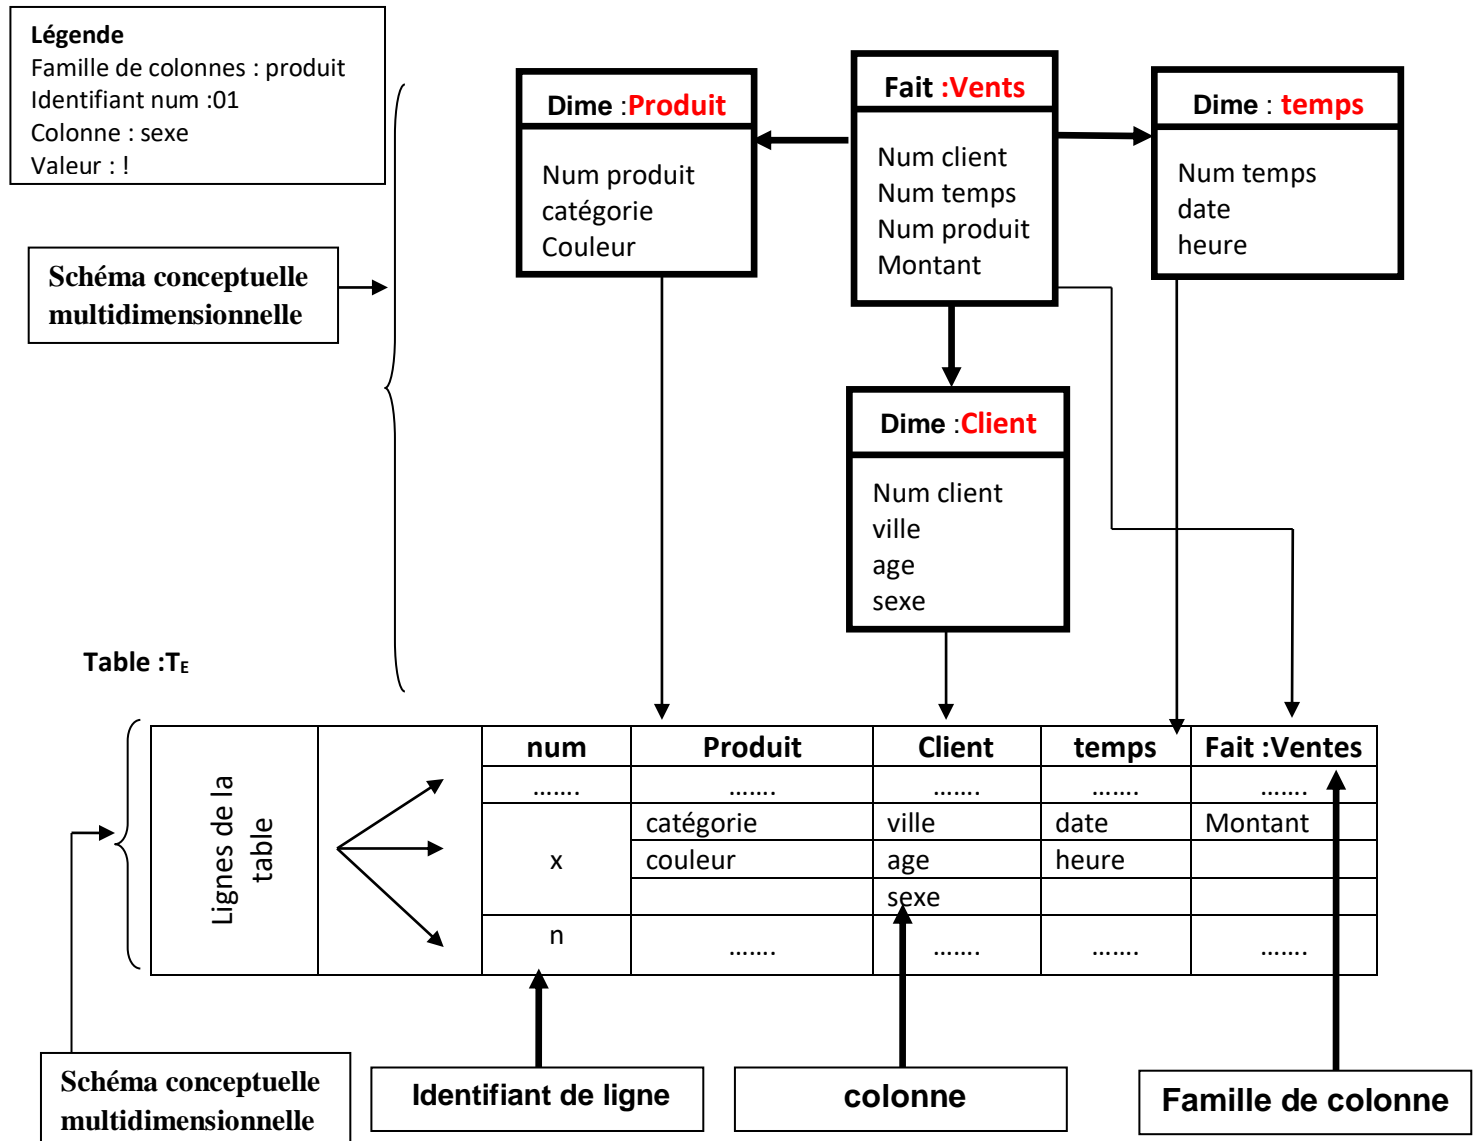 Légende
Famille de colonnes : produit
Identifiant num :01
Colonne : sexe
Valeur : !
Dime :Produit
Num produit
catégorie
Couleur
Fait :Vents
Num client
Num temps
Num produit
Montant
Dime : temps
Num temps
date
heure
Schéma conceptuelle
multidimensionnelle
Dime :Client
Num client
ville
age
sexe
Table :TE
Lignes de la
table
num Produit Client temps Fait :Ventes
....... ....... ....... ....... .......
catégorie ville date Montant
x couleur age heure
sexe
n ....... ....... ....... .......
Schéma conceptuelle
multidimensionnelle
Identifiant de ligne
colonne
Famille de colonne